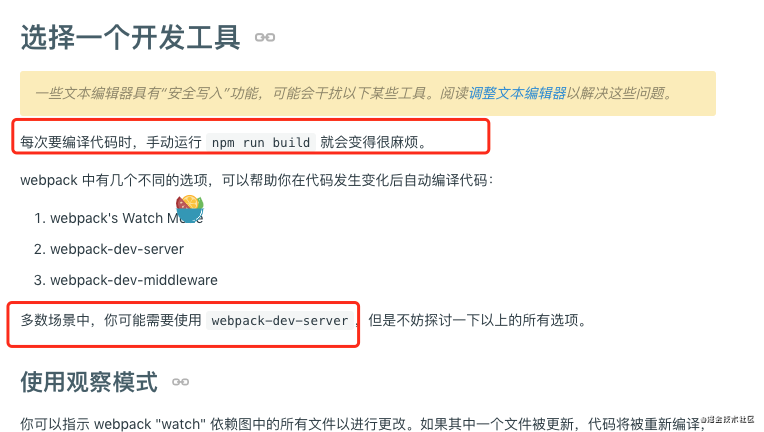 选择一个开发工具
一些文本编辑器具有“安全写入”功能，可能会干扰以下某些工具。阅读调整文本编辑器以解决这些问题。
每次要编译代码时，手动运行 npm run build 就会变得很麻烦。
webpack 中有几个不同的选项，可以帮助你在代码发生变化后自动编译代码：
1. webpack's Watch
2. webpack-dev-server
3. webpack-dev-middleware
多数场景中，你可能需要使用 webpack-dev-server，但是不妨探讨一下以上的所有选项。
使用观察模式
你可以指示 webpack "watch" 依赖图中的所有文件以进行更改。如果其中一个文件被更新，代码将被重新编译，
@掘金技术社区